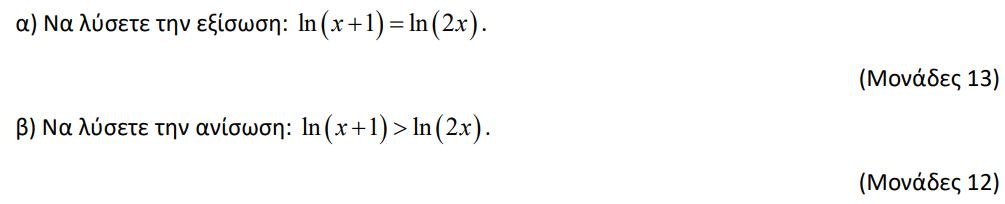 α) Να λύσετε την εξίσωση: ln(x+1)=ln(2x).
(Μονάδες 13)
β) Να λύσετε την ανίσωση: ln(x+1)>ln(2x).
(Μονάδες 12)